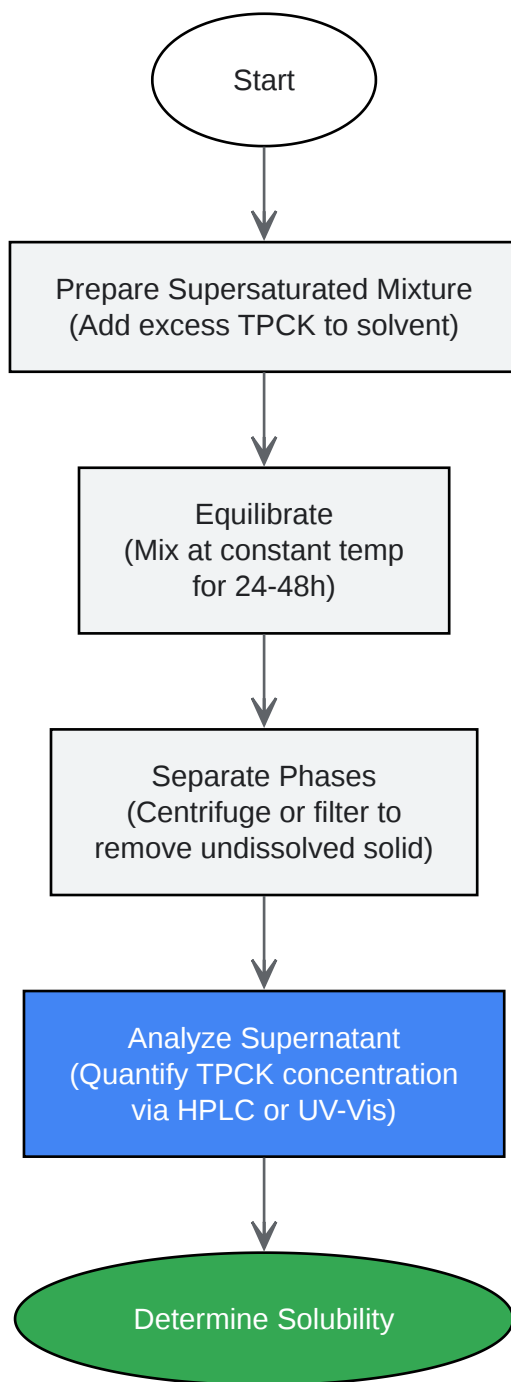 Start
Prepare Supersaturated Mixture
(Add excess TPCK to solvent)
Equilibrate
(Mix at constant temp
for 24-48h)
Separate Phases
(Centrifuge or filter to
remove undissolved solid)
Analyze Supernatant
(Quantify TPCK concentration
via HPLC or UV-Vis)
Determine Solubility